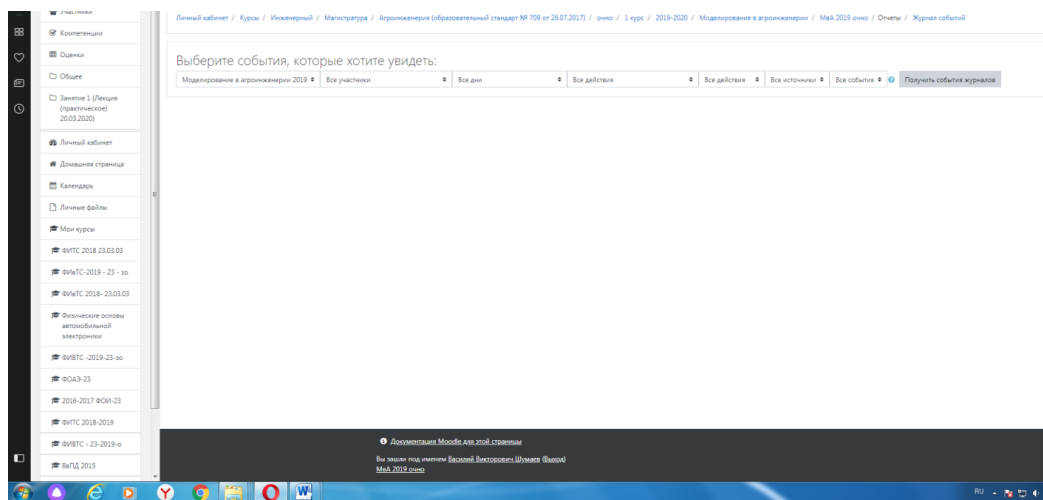 Участники
Личный кабинет / Курсы / Инженерный / Магистратура / Агроинженерия (образовательный стандарт № 709 от 26.07.2017) / очно / 1 курс / 2019-2020 / Моделирование в агроинженерии / МвА 2019 очно / Отчеты / Журнал событий
Компетенции
Оценки
Общее
Занятие 1 (Лекция
(практическое)
20.03.2020)
Личный кабинет
Домашняя страница
Календарь
Личные файлы
Мои курсы
ФИТС 2018 23.03.03
ФИвТС-2019 - 23 - зо
ФИвТС 2018- 23.03.03
Физические основы
автомобильной
электроники
ФИВТС -2019-23-зо
ФОАЭ-23
2016-2017 ФОИ-23
ФИТС 2018-2019
ФИВТС - 23-2019-о
ВвПД 2015
Выберите события, которые хотите увидеть:
Моделирование в агроинженерии 2019 Все участники Все дни Все действия Все действия Все источники Все события Получить события журналов
Документация Moodle для этой страницы
Вы зашли под именем Василий Викторович Шумаев (Выход)
МвА 2019 очно
RU